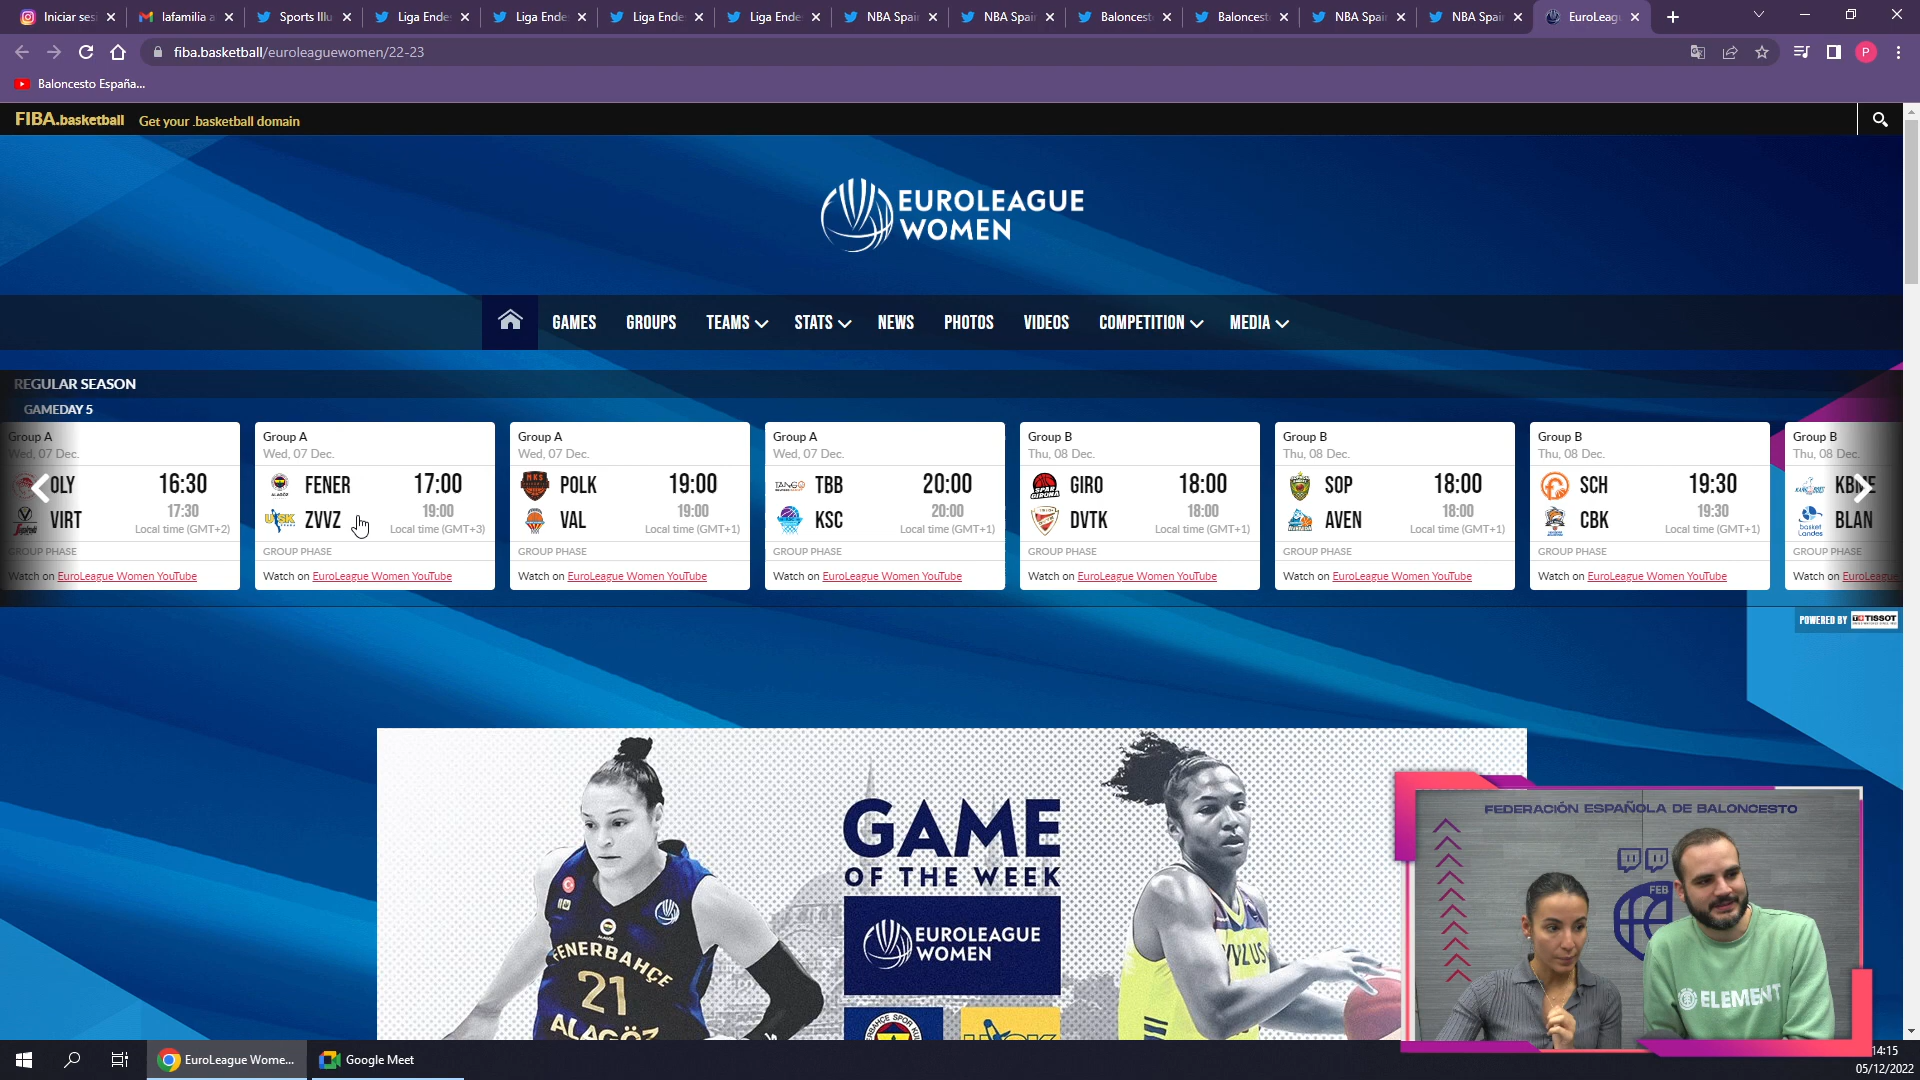 Iniciar ses
lafamilia a
Sports Illu
Liga Ende
Liga Ende
Liga Ende
Liga Ende
NBA Spai
NBA Spai
Baloncest
Baloncest
NBA Spai
NBA Spai
EuroLeag
fiba.basketball/euroleaguewomen/22-23
P
Baloncesto España...
FIBA.basketball
Get your .basketball domain
EUROLEAGUE
WOMEN
GAMES
GROUPS
TEAMS
STATS
NEWS
PHOTOS
VIDEOS
COMPETITION
MEDIA
REGULAR SEASON
GAMEDAY 5
Group A
Wed, 07 Dec.
OLY 16:30
17:30
VIRT
Local time (GMT+2)
GROUP PHASE
Watch on EuroLeague Women YouTube
Group A
Wed, 07 Dec.
FENER 17:00
19:00
ZVVZ
Local time (GMT+3)
GROUP PHASE
Watch on EuroLeague Women YouTube
Group A
Wed, 07 Dec.
POLK 19:00
19:00
VAL
Local time (GMT+1)
GROUP PHASE
Watch on EuroLeague Women YouTube
Group A
Wed, 07 Dec.
TBB 20:00
20:00
KSC
Local time (GMT+1)
GROUP PHASE
Watch on EuroLeague Women YouTube
Group B
Thu, 08 Dec.
GIRO 18:00
18:00
DVTK
Local time (GMT+1)
GROUP PHASE
Watch on EuroLeague Women YouTube
Group B
Thu, 08 Dec.
SOP 18:00
18:00
AVEN
Local time (GMT+1)
GROUP PHASE
Watch on EuroLeague Women YouTube
Group B
Thu, 08 Dec.
SCH 19:30
19:30
CBK
Local time (GMT+1)
GROUP PHASE
Watch on EuroLeague Women YouTube
Group B
Thu, 08 Dec.
BLAN
GROUP PHASE
Watch on EuroLeague
POWERED BY TISSOT
GAME
OF THE WEEK
EUROLEAGUE
WOMEN
FENERBAHÇE
21
ALAGÖZ
FEDERACIÓN ESPAÑOLA DE BALONCESTO
FEB
ELEMENT
EuroLeague Wome...
Google Meet
14:15
05/12/2022